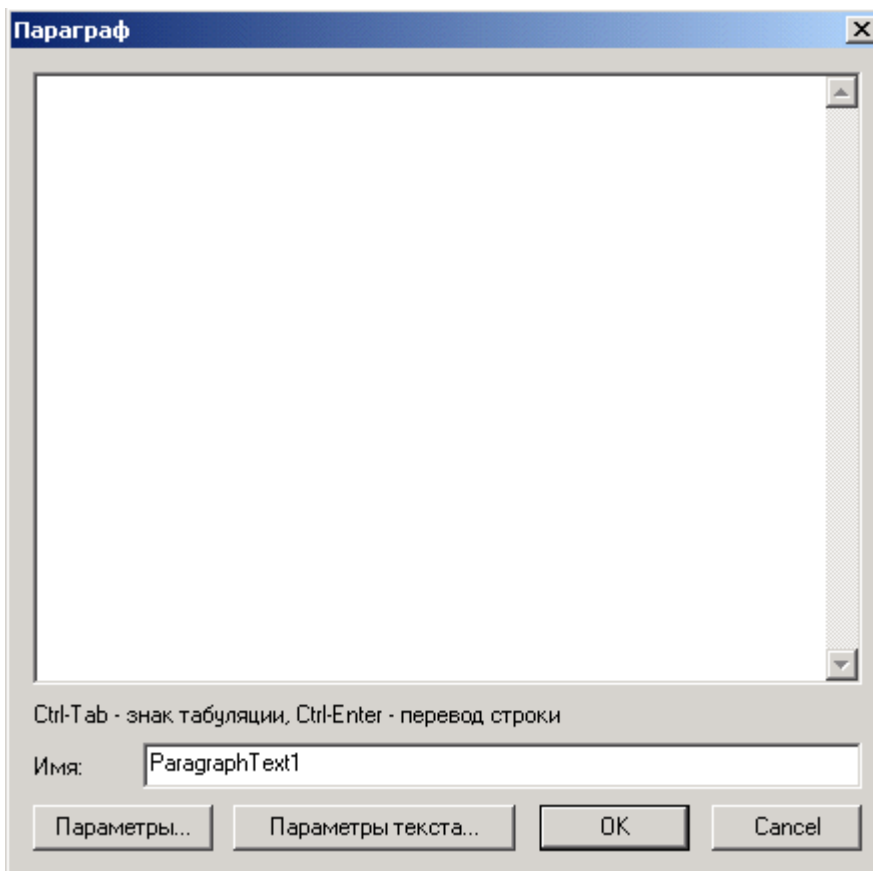 Параграф
Ctrl-Tab - знак табуляции, Ctrl-Enter - перевод строки
Имя: ParagraphText1
Параметры... Параметры текста... OK Cancel